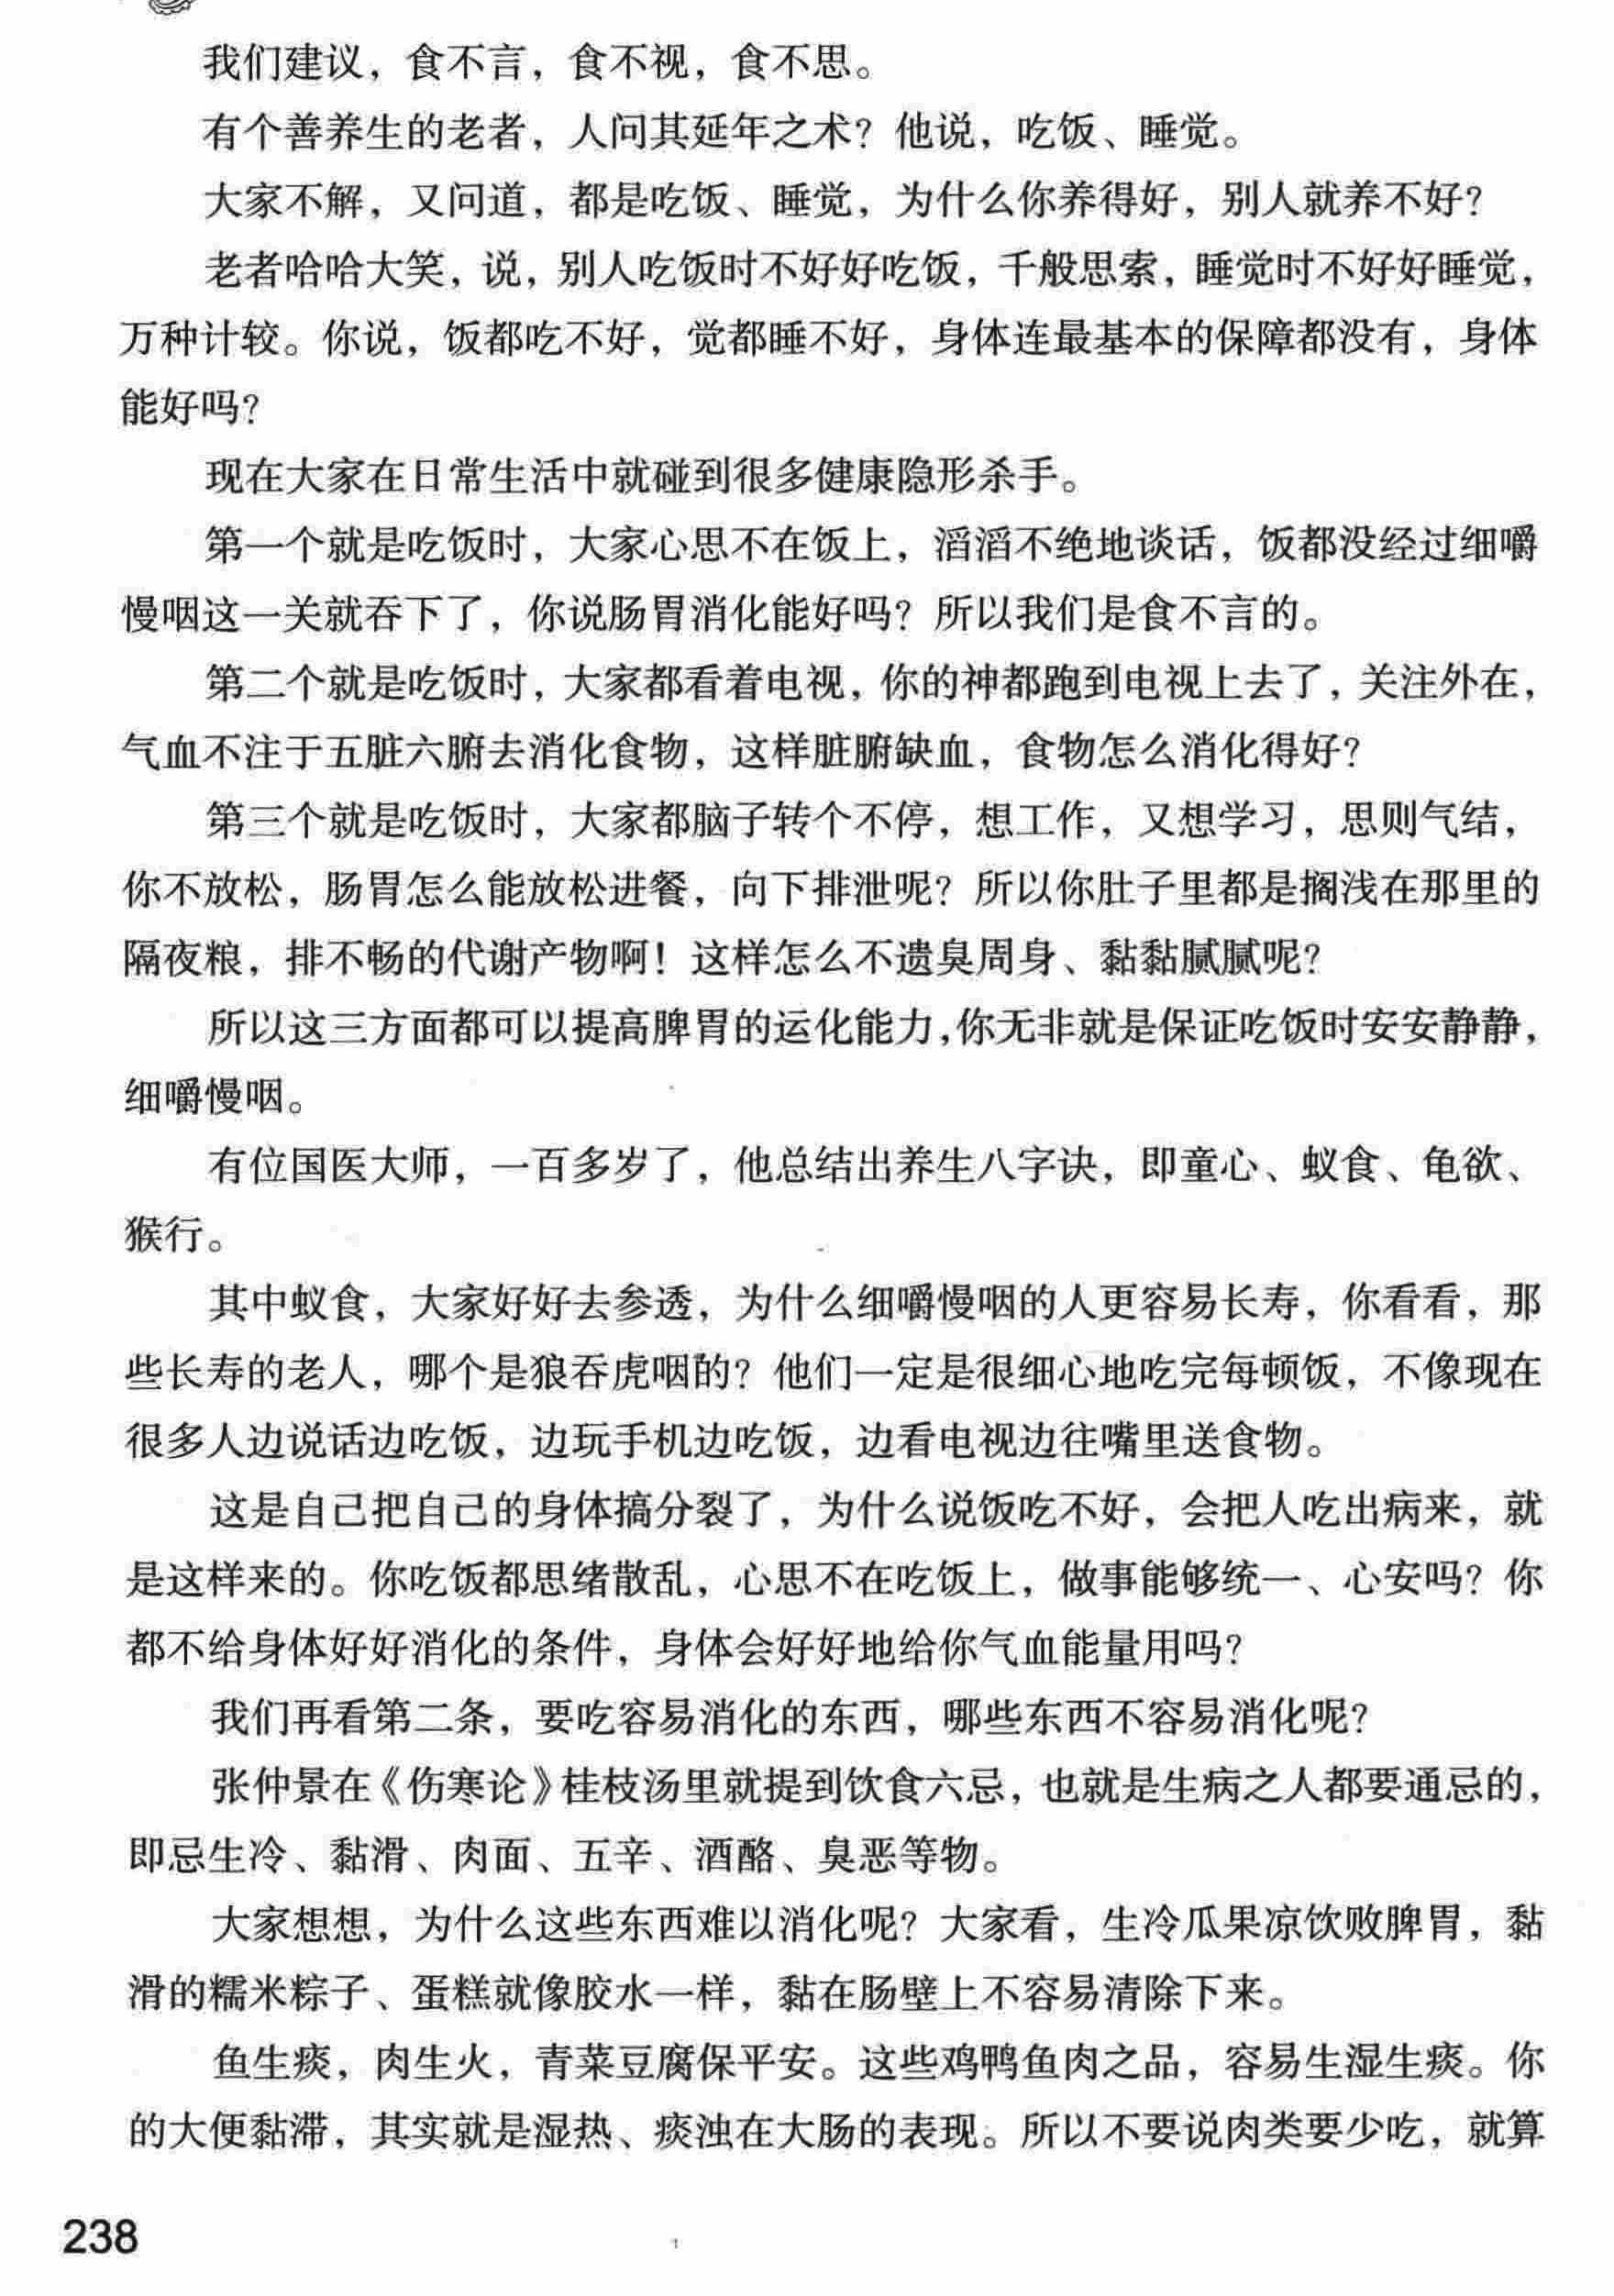 我们建议，食不言，食不视，食不思。
有个善养生的老者，人问其延年之术？他说，吃饭、睡觉。
大家不解，又问道，都是吃饭、睡觉，为什么你养得好，别人就养不好？
老者哈哈大笑，说，别人吃饭时不好好吃饭，千般思索，睡觉时不好好睡觉，
万种计较。你说，饭都吃不好，觉都睡不好，身体连最基本的保障都没有，身体
能好吗？
现在大家在日常生活中就碰到很多健康隐形杀手。
第一个就是吃饭时，大家心思不在饭上，滔滔不绝地谈话，饭都没经过细嚼
慢咽这一关就吞下了，你说肠胃消化能好吗？所以我们是食不言的。
第二个就是吃饭时，大家都看着电视，你的神都跑到电视上去了，关注外在，
气血不注于五脏六腑去消化食物，这样脏腑缺血，食物怎么消化得好？
第三个就是吃饭时，大家都脑子转个不停，想工作，又想学习，思则气结，
你不放松，肠胃怎么能放松进餐，向下排泄呢？所以你肚子里都是搁浅在那里的
隔夜粮，排不畅的代谢产物啊！这样怎么不遗臭周身、黏黏腻腻呢？
所以这三方面都可以提高脾胃的运化能力，你无非就是保证吃饭时安安静静，
细嚼慢咽。
有位国医大师，一百多岁了，他总结出养生八字诀，即童心、蚁食、龟欲、
猴行。
其中蚁食，大家好好去参透，为什么细嚼慢咽的人更容易长寿，你看看，那
些长寿的老人，哪个是狼吞虎咽的？他们一定是很细心地吃完每顿饭，不像现在
很多人边说话边吃饭，边玩手机边吃饭，边看电视边往嘴里送食物。
这是自己把自己的身体搞分裂了，为什么说饭吃不好，会把人吃出病来，就
是这样来的。你吃饭都思绪散乱，心思不在吃饭上，做事能够统一、心安吗？你
都不给身体好好消化的条件，身体会好好地给你气血能量用吗？
我们再看第二条，要吃容易消化的东西，哪些东西不容易消化呢？
张仲景在《伤寒论》桂枝汤里就提到饮食六忌，也就是生病之人都要通忌的，
即忌生冷、黏滑、肉面、五辛、酒酪、臭恶等物。
大家想想，为什么这些东西难以消化呢？大家看，生冷瓜果凉饮败脾胃，黏
滑的糯米粽子、蛋糕就像胶水一样，黏在肠壁上不容易清除下来。
鱼生痰，肉生火，青菜豆腐保平安。这些鸡鸭鱼肉之品，容易生湿生痰。你
的大便黏滞，其实就是湿热、痰浊在大肠的表现。所以不要说肉类要少吃，就算
238